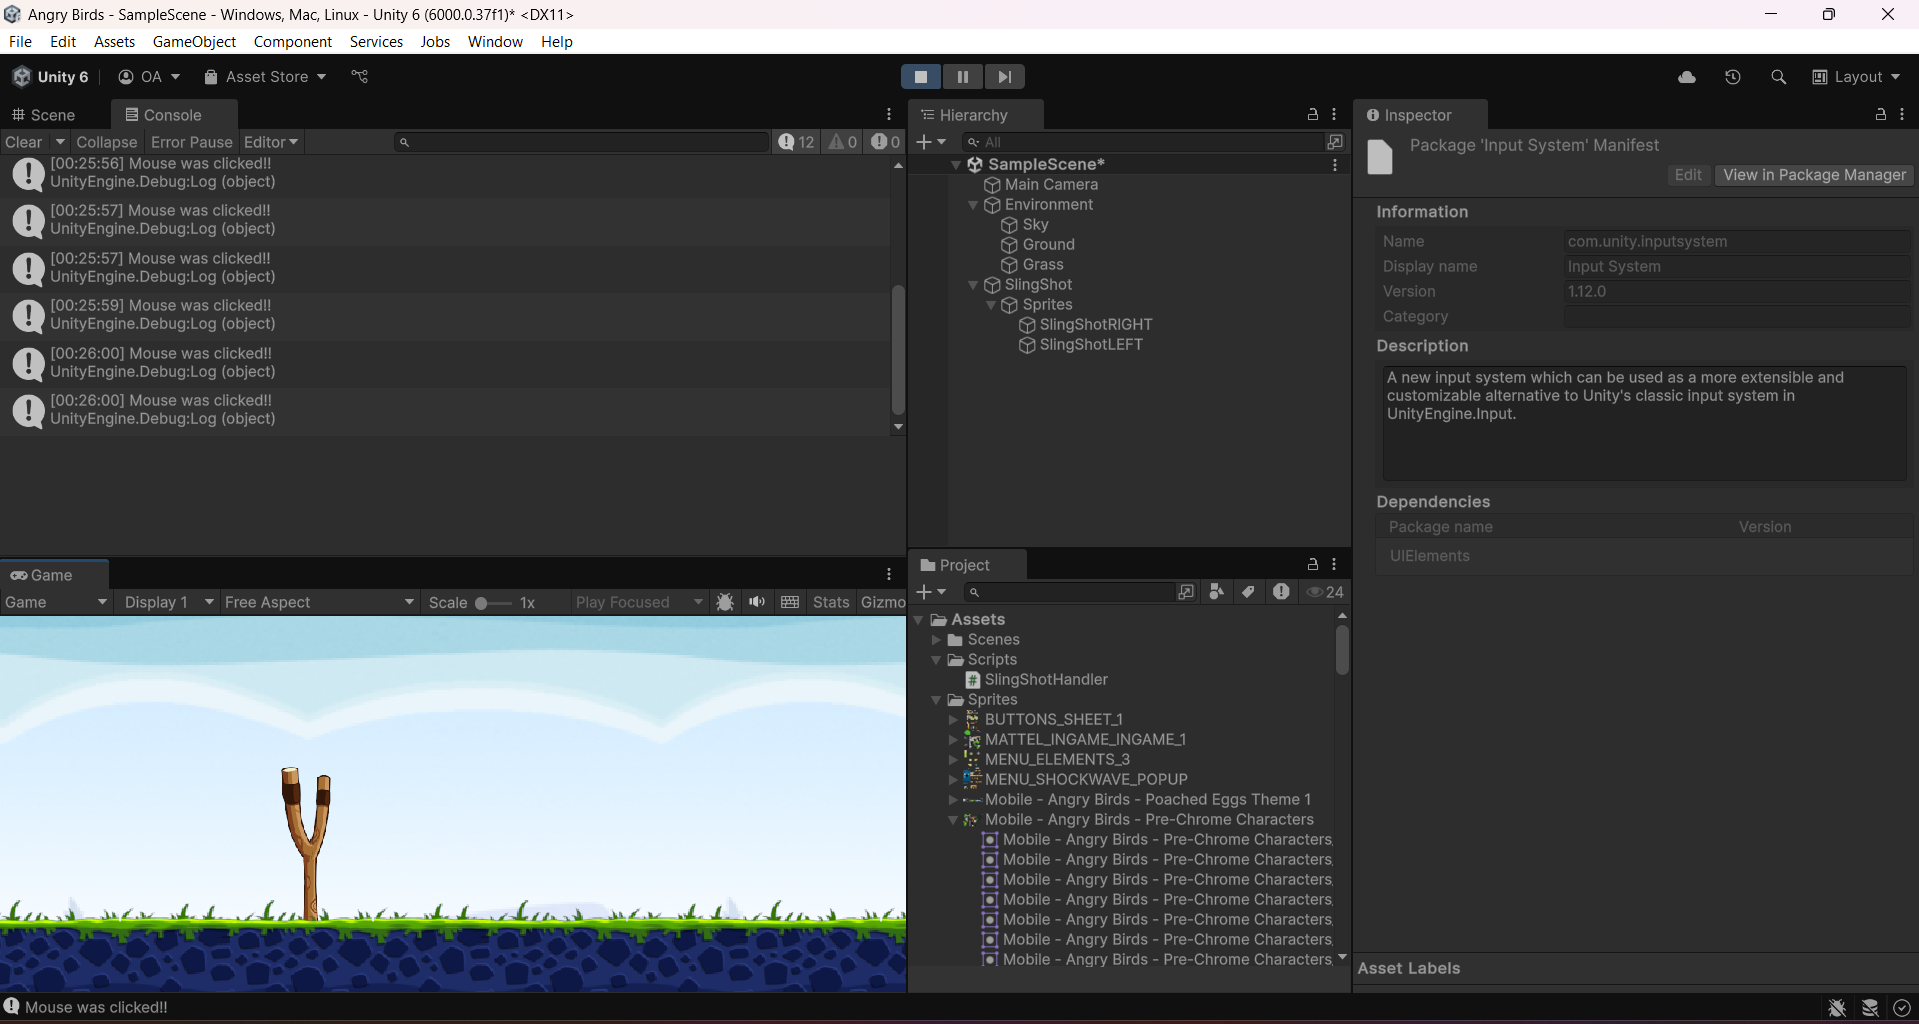 Angry Birds - SampleScene - Windows, Mac, Linux - Unity 6 (6000.0.37f1)* <DX11>
File Edit Assets GameObject Component Services Jobs Window Help
Unity 6 OA Asset Store Layout
Scene Console
Clear Collapse Error Pause Editor 12 0 0
[00:25:56] Mouse was clicked!!
UnityEngine.Debug:Log (object)
[00:25:57] Mouse was clicked!!
UnityEngine.Debug:Log (object)
[00:25:57] Mouse was clicked!!
UnityEngine.Debug:Log (object)
[00:25:59] Mouse was clicked!!
UnityEngine.Debug:Log (object)
[00:26:00] Mouse was clicked!!
UnityEngine.Debug:Log (object)
[00:26:00] Mouse was clicked!!
UnityEngine.Debug:Log (object)
Game
Game Display 1 Free Aspect Scale 1x Play Focused Stats Gizmo
Hierarchy
All
SampleScene*
Main Camera
Environment
Sky
Ground
Grass
SlingShot
Sprites
SlingShotRIGHT
SlingShotLEFT
Project
24
Assets
Scenes
Scripts
SlingShotHandler
Sprites
BUTTONS_SHEET_1
MATTEL_INGAME_INGAME_1
MENU_ELEMENTS_3
MENU_SHOCKWAVE_POPUP
Mobile - Angry Birds - Poached Eggs Theme 1
Mobile - Angry Birds - Pre-Chrome Characters
Mobile - Angry Birds - Pre-Chrome Characters
Mobile - Angry Birds - Pre-Chrome Characters
Mobile - Angry Birds - Pre-Chrome Characters
Mobile - Angry Birds - Pre-Chrome Characters
Mobile - Angry Birds - Pre-Chrome Characters
Mobile - Angry Birds - Pre-Chrome Characters
Mobile - Angry Birds - Pre-Chrome Characters
Inspector
Package 'Input System' Manifest
Edit View in Package Manager
Information
Name com.unity.inputsystem
Display name Input System
Version 1.12.0
Category
Description
A new input system which can be used as a more extensible and
customizable alternative to Unity's classic input system in
UnityEngine.Input.
Dependencies
Package name Version
UIElements
Asset Labels
Mouse was clicked!!